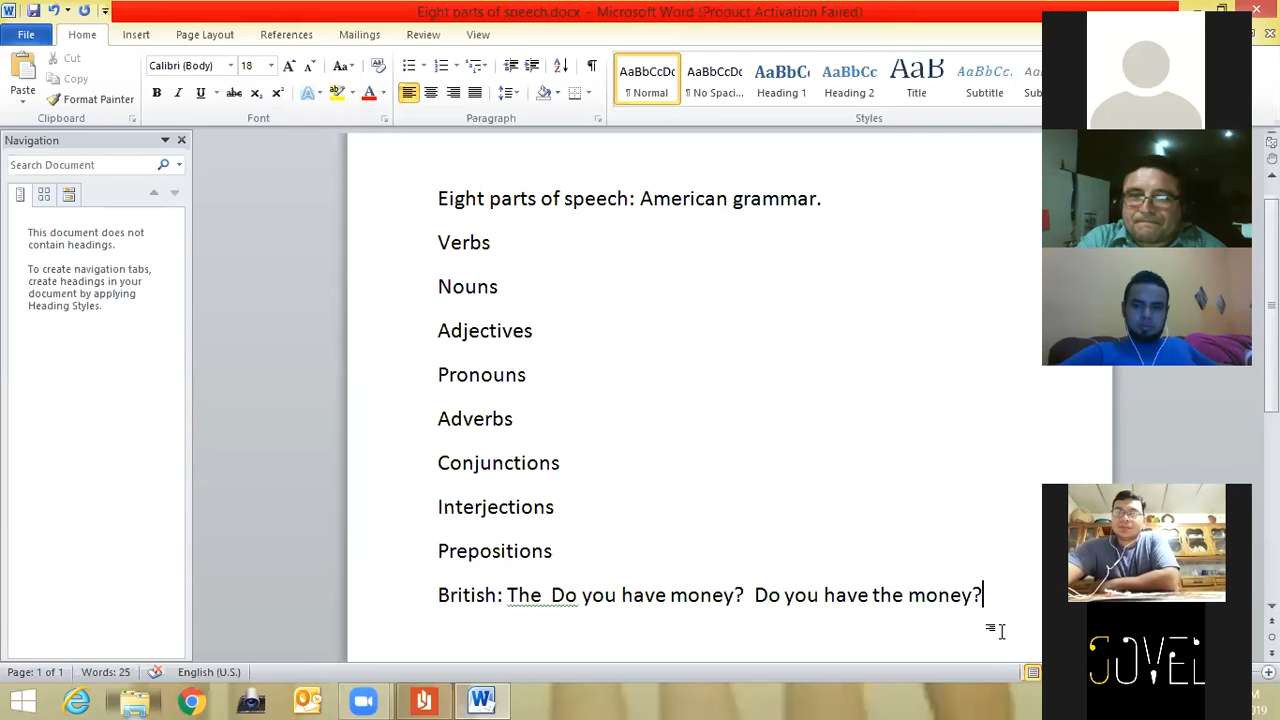 Eight parts of speech.docx - Microsoft Word (Product Activation Failed)
File Home Insert Page Layout References Mailings Review View
Cut
Copy
Paste
Format Painter
Clipboard
Calibri (Body) 18
Font
Paragraph
AaBbCcDc AaBbCcDc AaBbCc AaBbCc AaB AaBbCcD
¶ Normal ¶ No Spaci... Heading 1 Heading 2 Title Subtitle
Styles
Navigation
Search Document
This document does not
contain headings.
To create navigation tabs,
create headings in your
document by applying
Heading Styles.
Eight parts of speech: American grammar.
Verbs
Nouns
Adjectives
Pronouns
Adverbs
Conjunctions
Interjections
Prepositions
British: The  Do you have money?  Do you have the money?
Page: 1 of 1 Words: 25 English (U.S.)
JOVEL